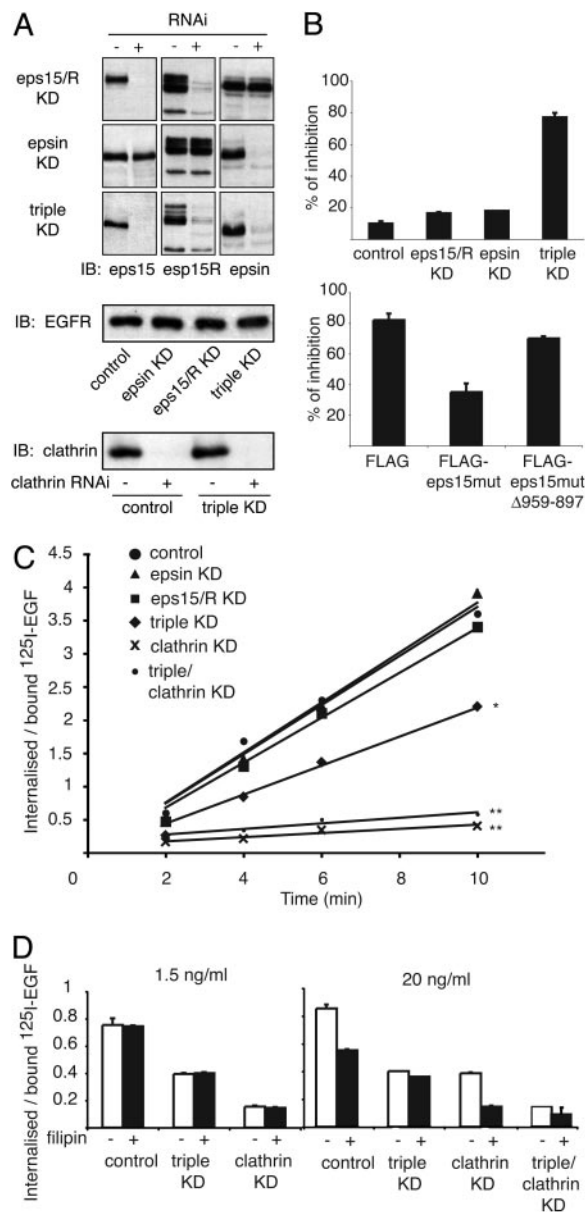 A
RNAi
- + - + - +
eps15/R
KD
epsin
KD
triple
KD
IB: eps15 esp15R epsin
IB: EGFR
control
epsin KD
eps15/R KD
triple KD
IB: clathrin
clathrin RNAi - + - +
control triple KD
B
% of inhibition
80
60
40
20
control eps15/R KD epsin KD triple KD
% of inhibition
80
60
40
20
FLAG FLAG-eps15mut FLAG-eps15mut Δ959-897
C
control
epsin KD
eps15/R KD
triple KD
clathrin KD
triple/
clathrin KD
Internalised / bound 125I-EGF
4.5
4
3.5
3
2.5
2
1.5
1
0.5
0 2 4 6 8 10
Time (min)
*
**
**
D
Internalised / bound 125I-EGF
1.5 ng/ml 20 ng/ml
1
0.8
0.6
0.4
0.2
filipin - + - + - + - + - + - + - +
control triple KD clathrin KD control triple KD clathrin KD triple/clathrin KD